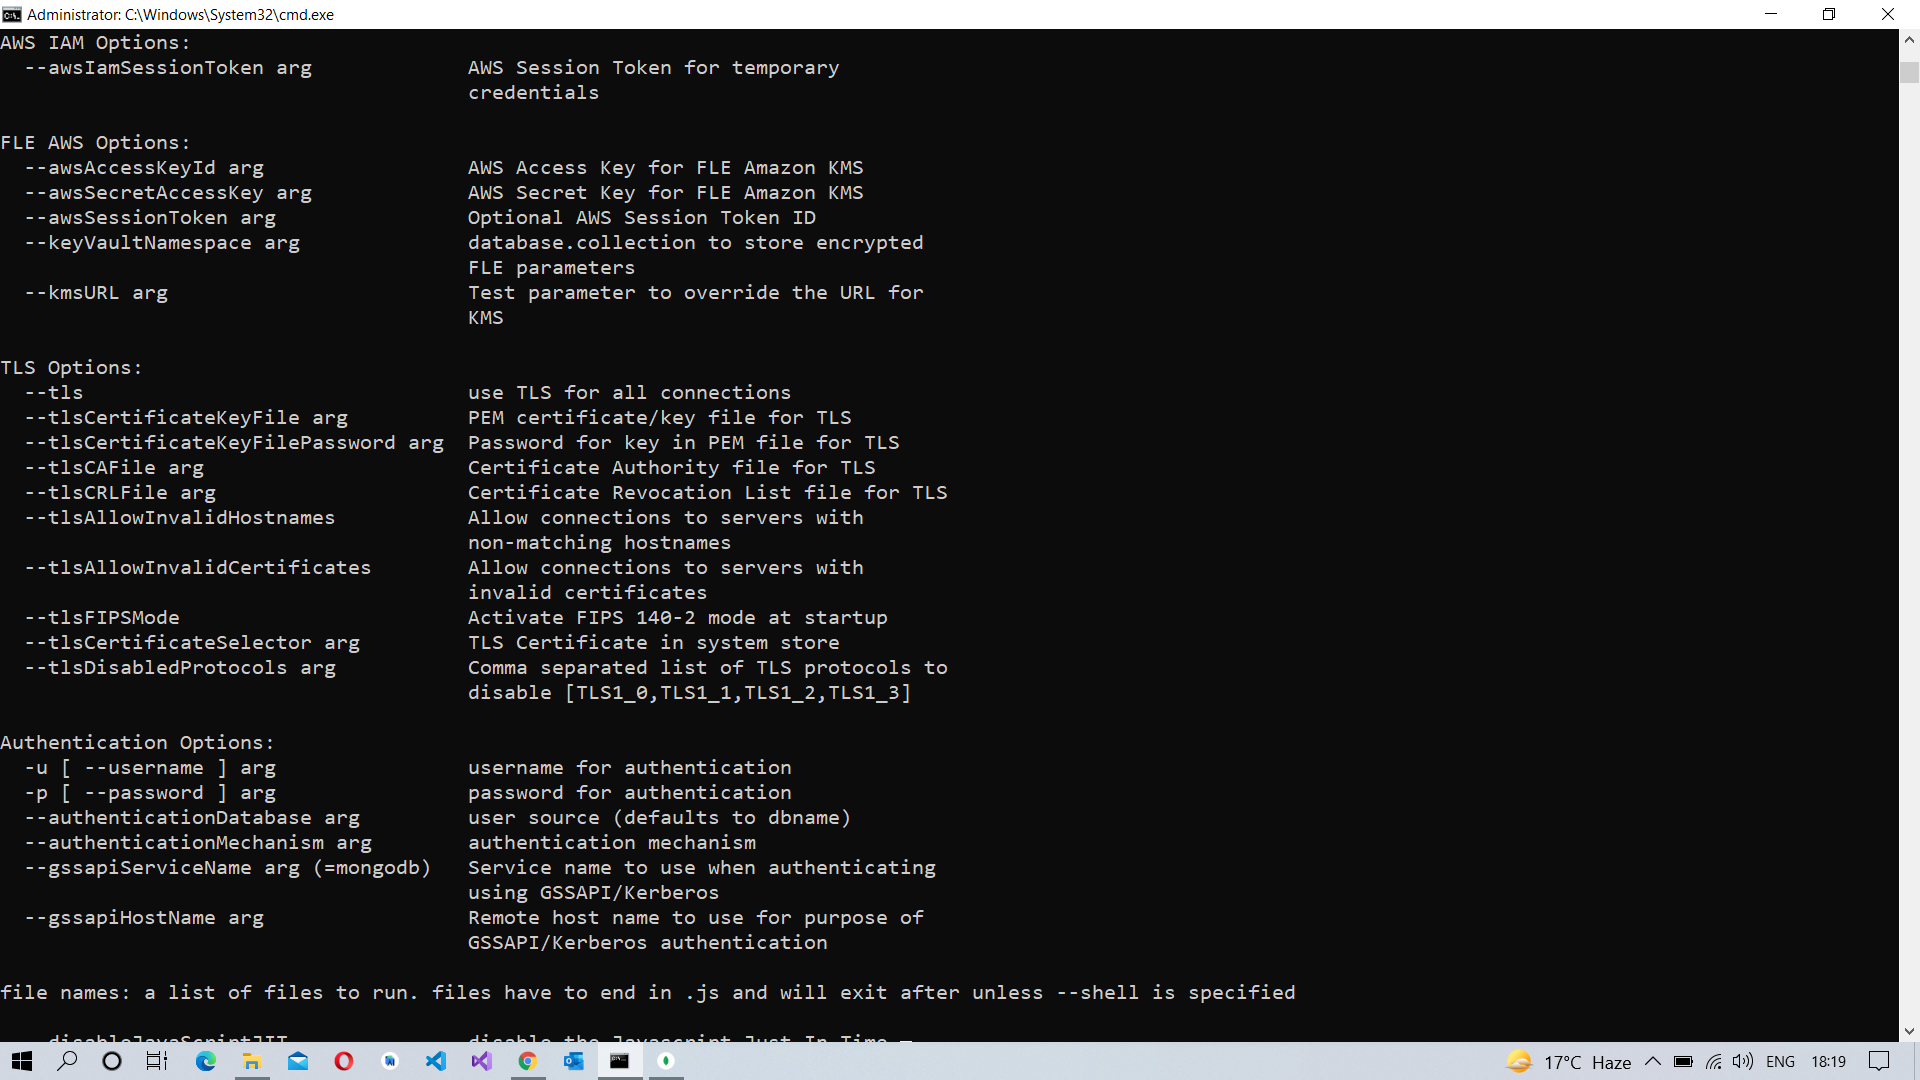 Administrator: C:\Windows\System32\cmd.exe
AWS IAM Options:
--awsIamSessionToken arg AWS Session Token for temporary
credentials
FLE AWS Options:
--awsAccessKeyId arg AWS Access Key for FLE Amazon KMS
--awsSecretAccessKey arg AWS Secret Key for FLE Amazon KMS
--awsSessionToken arg Optional AWS Session Token ID
--keyVaultNamespace arg database.collection to store encrypted
FLE parameters
--kmsURL arg Test parameter to override the URL for
KMS
TLS Options:
--tls use TLS for all connections
--tlsCertificateKeyFile arg PEM certificate/key file for TLS
--tlsCertificateKeyFilePassword arg Password for key in PEM file for TLS
--tlsCAFile arg Certificate Authority file for TLS
--tlsCRLFile arg Certificate Revocation List file for TLS
--tlsAllowInvalidHostnames Allow connections to servers with
non-matching hostnames
--tlsAllowInvalidCertificates Allow connections to servers with
invalid certificates
--tlsFIPSMode Activate FIPS 140-2 mode at startup
--tlsCertificateSelector arg TLS Certificate in system store
--tlsDisabledProtocols arg Comma separated list of TLS protocols to
disable [TLS1_0,TLS1_1,TLS1_2,TLS1_3]
Authentication Options:
-u [ --username ] arg username for authentication
-p [ --password ] arg password for authentication
--authenticationDatabase arg user source (defaults to dbname)
--authenticationMechanism arg authentication mechanism
--gssapiServiceName arg (=mongodb) Service name to use when authenticating
using GSSAPI/Kerberos
--gssapiHostName arg Remote host name to use for purpose of
GSSAPI/Kerberos authentication
file names: a list of files to run. files have to end in .js and will exit after unless --shell is specified
disableJavaScriptJIT disable the Javascript Just In Time
17°C Haze ENG 18:19